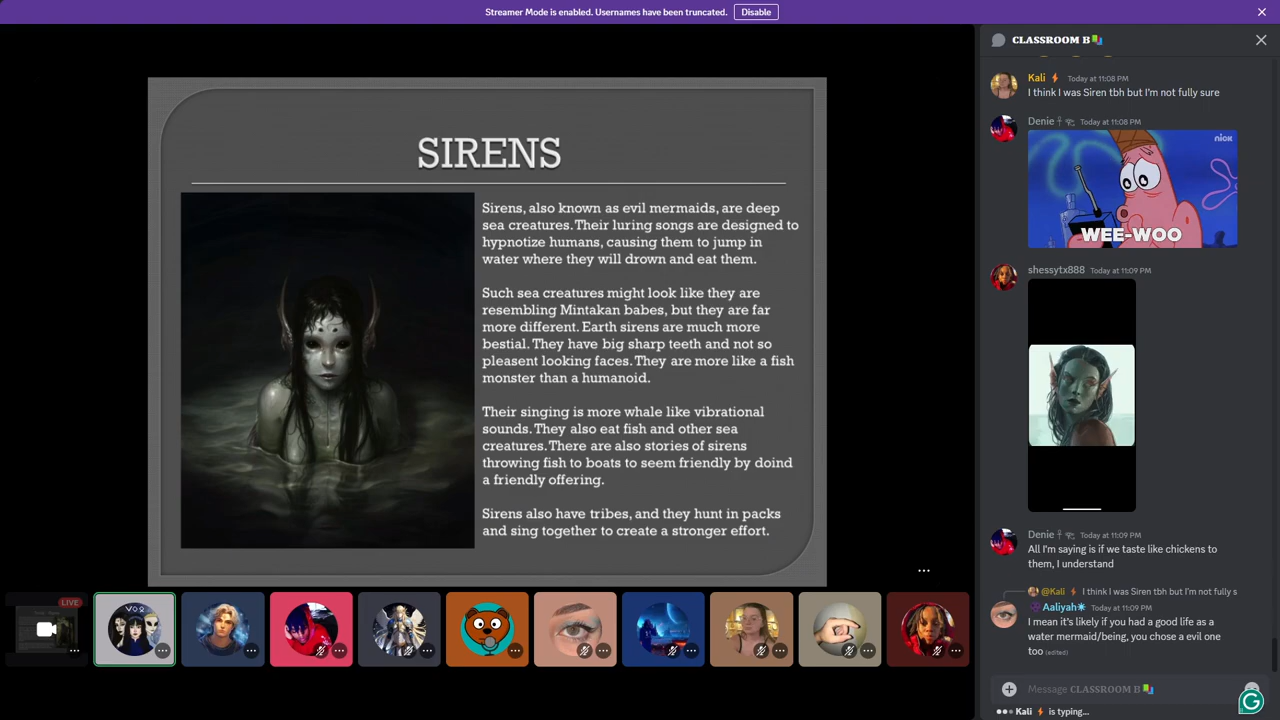 Streamer Mode is enabled. Usernames have been truncated.
Disable
SIRENS
Sirens, also known as evil mermaids, are deep
sea creatures. Their luring songs are designed to
hypnotize humans, causing them to jump in
water where they will drown and eat them.
Such sea creatures might look like they are
resembling Mintakan babes, but they are far
more different. Earth sirens are much more
bestial. They have big sharp teeth and not so
pleasent looking faces. They are more like a fish
monster than a humanoid.
Their singing is more whale like vibrational
sounds. They also eat fish and other sea
creatures. There are also stories of sirens
throwing fish to boats to seem friendly by doind
a friendly offering.
Sirens also have tribes, and they hunt in packs
and sing together to create a stronger effort.
LIVE
CLASSROOM B
Kali Today at 11:08 PM
I think I was Siren tbh but I'm not fully sure
Denie Today at 11:08 PM
nick
WEE-WOO
shessytx888 Today at 11:09 PM
Denie Today at 11:09 PM
All I'm saying is if we taste like chickens to
them, I understand
@Kali I think I was Siren tbh but I'm not fully s
Aaliyah Today at 11:09 PM
I mean it's likely if you had a good life as a
water mermaid/being, you chose a evil one
too (edited)
Message CLASSROOM B
Kali is typing...